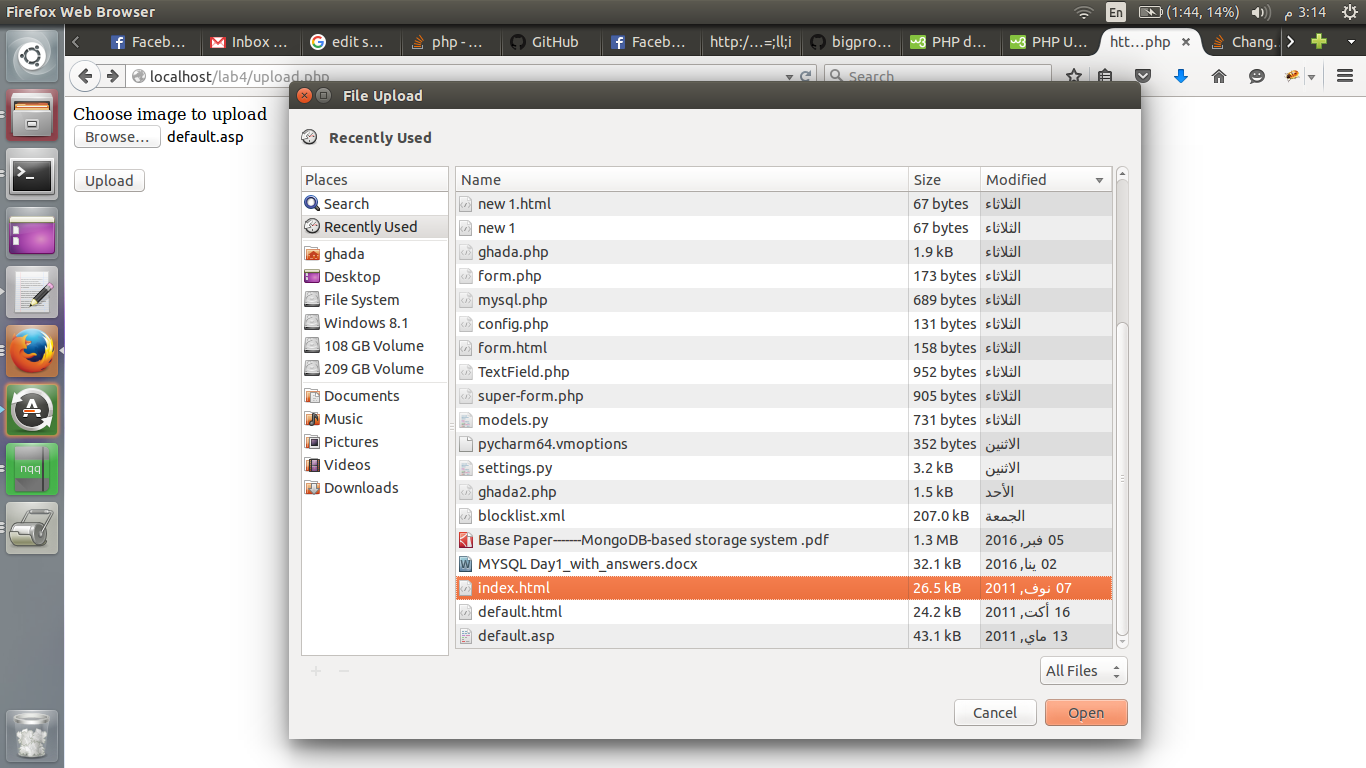 Firefox Web Browser En (1:44, 14%) 3:14 م
Faceb... Inbox ... edit s... php - ... GitHub Faceb... http:/...=;ll;i bigpro... PHP d... PHP U... htt...php Chang
localhost/lab4/upload.php Search
Choose image to upload
Browse... default.asp
Upload
File Upload
Recently Used
Places
Search
Recently Used
ghada
Desktop
File System
Windows 8.1
108 GB Volume
209 GB Volume
Documents
Music
Pictures
Videos
Downloads
Name Size Modified
new 1.html 67 bytes الثلاثاء
new 1 67 bytes الثلاثاء
ghada.php 1.9 kB الثلاثاء
form.php 173 bytes الثلاثاء
mysql.php 689 bytes الثلاثاء
config.php 131 bytes الثلاثاء
form.html 158 bytes الثلاثاء
TextField.php 952 bytes الثلاثاء
super-form.php 905 bytes الثلاثاء
models.py 731 bytes الثلاثاء
pycharm64.vmoptions 352 bytes الاثنين
settings.py 3.2 kB الاثنين
ghada2.php 1.5 kB الأحد
blocklist.xml 207.0 kB الجمعة
Base Paper-------MongoDB-based storage system .pdf 1.3 MB 05 فبر, 2016
MYSQL Day1_with_answers.docx 32.1 kB 02 ينا, 2016
index.html 26.5 kB 07 نوف, 2011
default.html 24.2 kB 16 أكت, 2011
default.asp 43.1 kB 13 ماي, 2011
All Files
Cancel Open
nqq